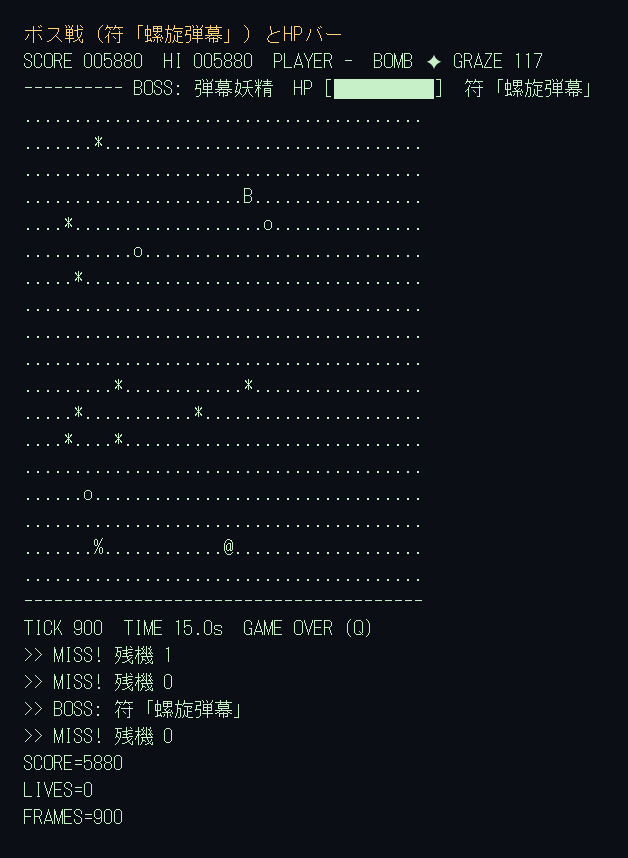 ボス戦 (符「螺旋弾幕」) とHPバー
SCORE 005880  HI 005880  PLAYER -  BOMB ✦ GRAZE 117
---------- BOSS: 弾幕妖精  HP [██████████]  符「螺旋弾幕」
........................................
.......*................................
........................................
......................B.................
....*...................o...............
...........o............................
.....*..................................
........................................
........................................
........................................
.........*............*.................
.....*...........*......................
....*....*..............................
........................................
......o.................................
........................................
.......%............@...................
........................................
----------------------------------------
TICK 900  TIME 15.0s  GAME OVER (Q)
>> MISS! 残機 1
>> MISS! 残機 0
>> BOSS: 符「螺旋弾幕」
>> MISS! 残機 0
SCORE=5880
LIVES=0
FRAMES=900